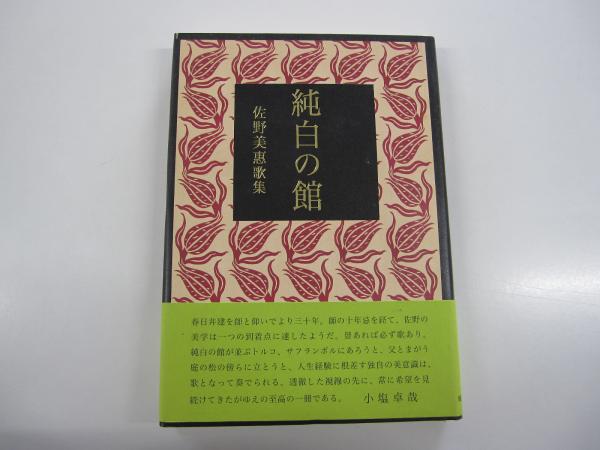 純白の館
佐野美惠歌集
春日井建を師と仰いでより三十年。師の十年忌を経て、佐野の
美学は一つの到着点に達したようだ。景あれば必ず歌あり。
純白の館が並ぶトルコ、サフランボルにあろうと、父とまがう
庭の松の傍らに立とうと、人生経験に根差す独自の美意識は、
歌となって奏でられる。透徹した視線の先に、常に希望を見
続けてきたがゆえの至高の一冊である。　小塩卓哉